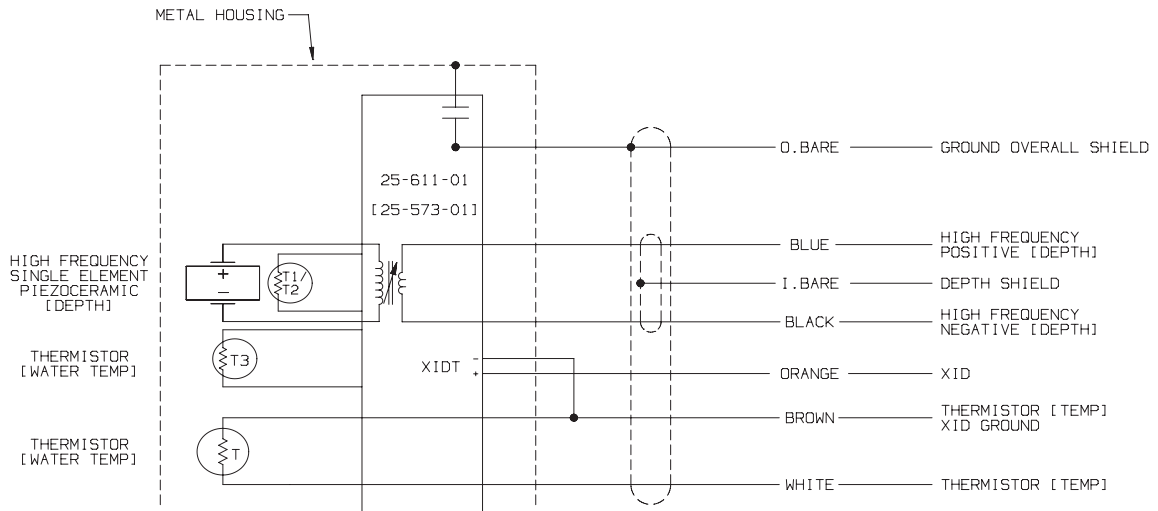 METAL HOUSING
O.BARE
GROUND OVERALL SHIELD
25-611-01
[25-573-01]
BLUE
HIGH FREQUENCY
POSITIVE [DEPTH]
HIGH FREQUENCY
SINGLE ELEMENT
PIEZOCERAMIC
[DEPTH]
+
−
T1/
T2
I.BARE
DEPTH SHIELD
BLACK
HIGH FREQUENCY
NEGATIVE [DEPTH]
THERMISTOR
[WATER TEMP]
T3
XIDT
-
+
ORANGE
XID
BROWN
THERMISTOR [TEMP]
XID GROUND
THERMISTOR
[WATER TEMP]
T
WHITE
THERMISTOR [TEMP]